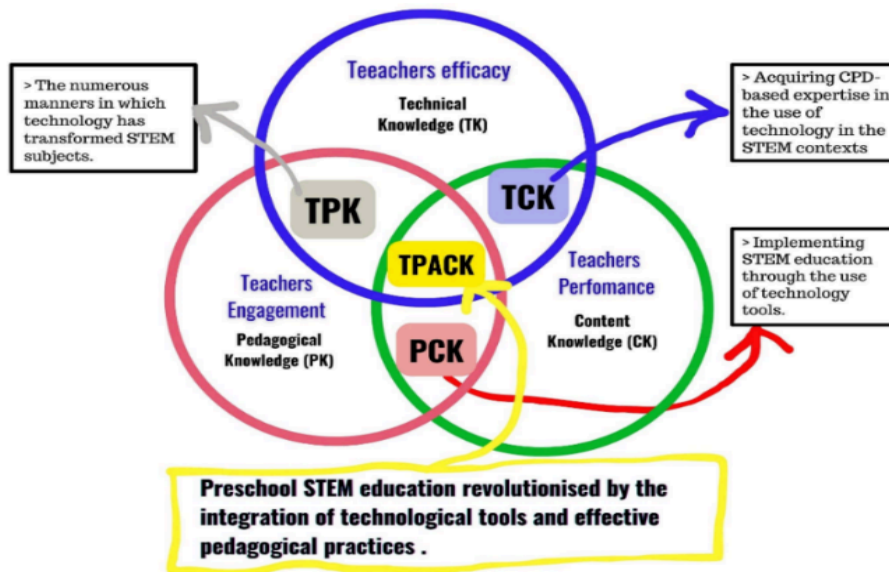 Teeachers efficacy
Technical
Knowledge (TK)
> The numerous
manners in which
technology has
transformed STEM
subjects.
> Acquiring CPD-
based expertise in
the use of
technology in the
STEM contexts
TPK
TCK
TPACK
Teachers
Engagement
Pedagogical
Knowledge (PK)
Teachers
Perfomance
Content
Knowledge (CK)
> Implementing
STEM education
through the use
of technology
tools.
PCK
Preschool STEM education revolutionised by the
integration of technological tools and effective
pedagogical practices .